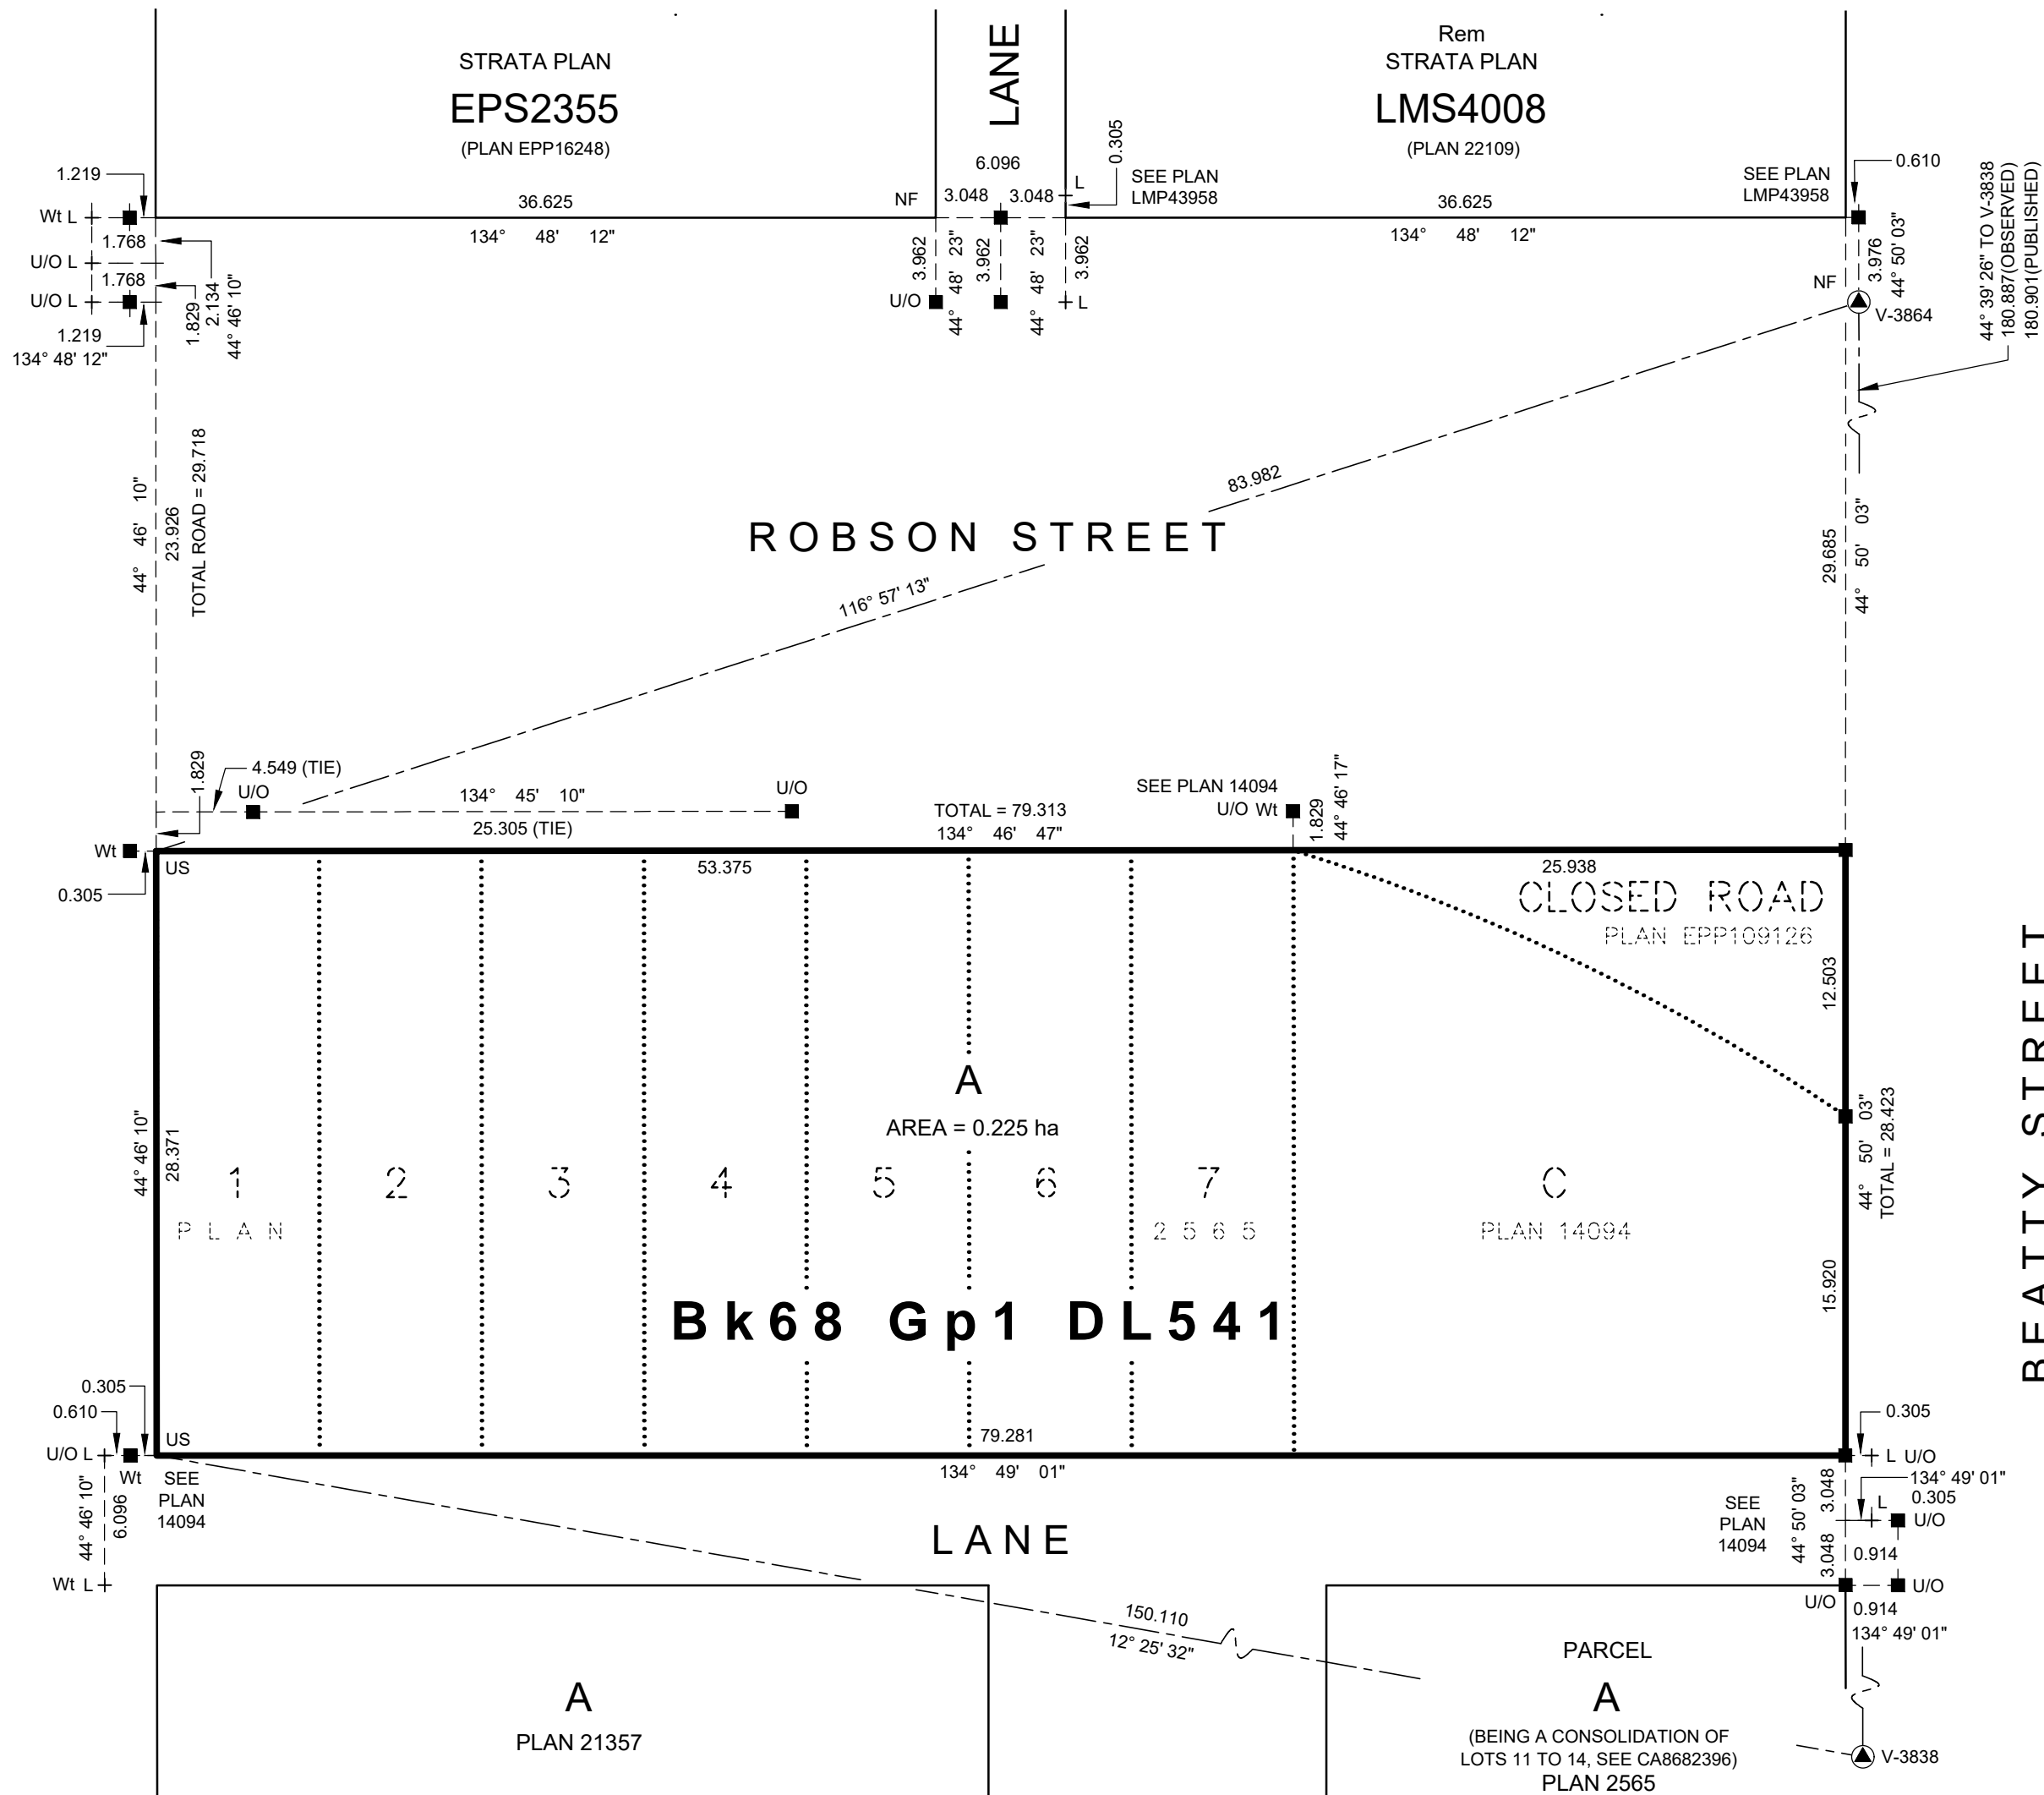 STRATA PLAN
EPS2355
(PLAN EPP16248)
LANE
Rem
STRATA PLAN
LMS4008
(PLAN 22109)
1.219
Wt L
1.768
U/O L
1.768
U/O L
1.219
134° 48' 12"
1.829
2.134
44° 46' 10"
36.625
134° 48' 12"
NF
6.096
3.048
3.048
0.305
L
SEE PLAN
LMP43958
3.962
44° 48' 23"
3.962
44° 48' 23"
3.962
U/O
L
36.625
134° 48' 12"
SEE PLAN
LMP43958
0.610
3.976
44° 50' 03"
NF
V-3864
44° 39' 26" TO V-3838
180.887(OBSERVED)
180.901(PUBLISHED)
44° 46' 10"
23.926
TOTAL ROAD = 29.718
83.982
ROBSON STREET
116° 57' 13"
29.685
44° 50' 03"
1.829
4.549 (TIE)
U/O
134° 45' 10"
25.305 (TIE)
U/O
TOTAL = 79.313
134° 46' 47"
SEE PLAN 14094
U/O Wt
1.829
44° 46' 17"
Wt
0.305
US
53.375
25.938
CLOSED ROAD
PLAN EPP109126
12.503
BEATTY STREET
A
AREA = 0.225 ha
44° 46' 10"
28.371
1 2 3 4 5 6 7 C
PLAN 2565 PLAN 14094
44° 50' 03"
TOTAL = 28.423
15.920
Bk68 Gp1 DL541
0.305
0.610
U/O L
Wt
US
SEE
PLAN
14094
44° 46' 10"
6.096
Wt L
79.281
134° 49' 01"
LANE
0.305
L U/O
134° 49' 01"
0.305
L
U/O
SEE
PLAN
14094
44° 50' 03"
3.048
3.048
0.914
U/O
U/O
0.914
134° 49' 01"
150.110
12° 25' 32"
A
PLAN 21357
PARCEL
A
(BEING A CONSOLIDATION OF
LOTS 11 TO 14, SEE CA8682396)
PLAN 2565
V-3838